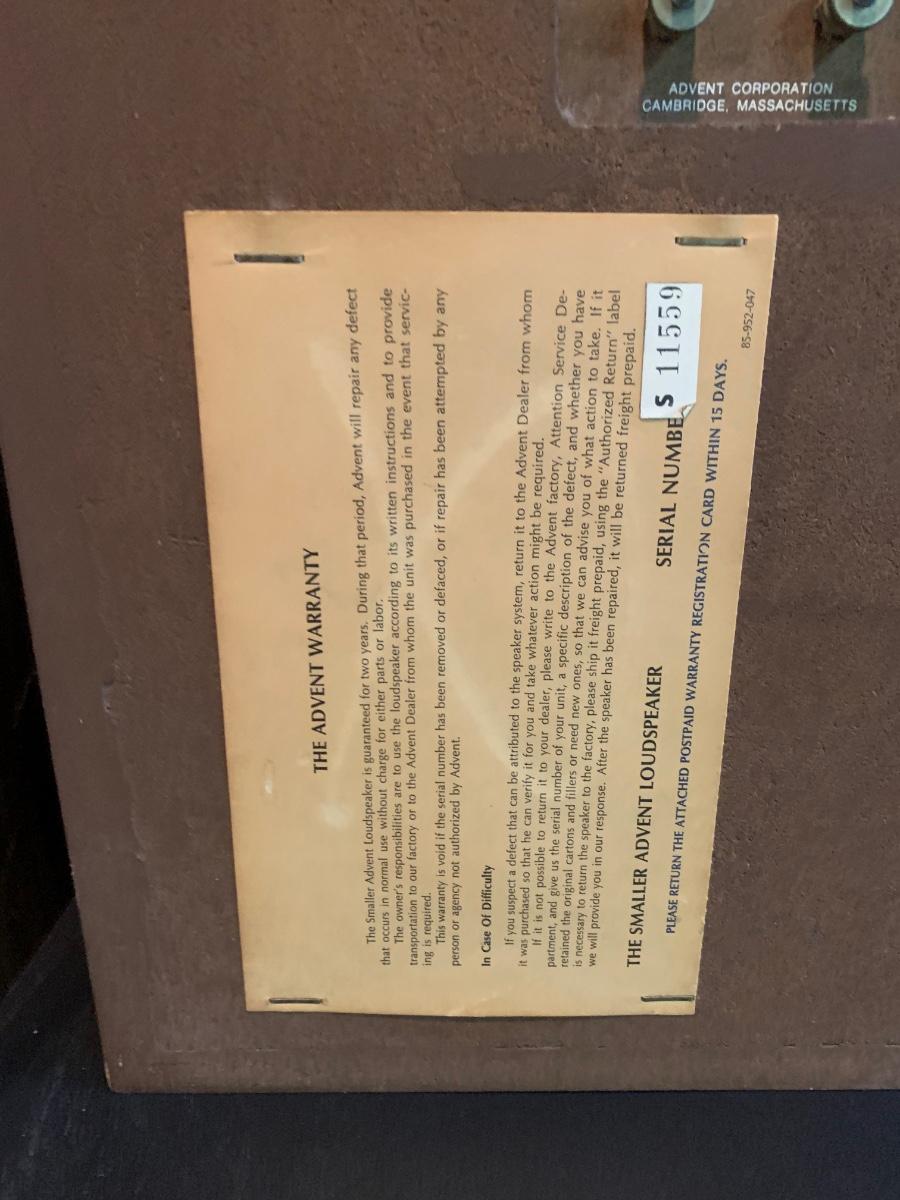 ADVENT CORPORATION
CAMBRIDGE, MASSACHUSETTS
THE ADVENT WARRANTY
The Smaller Advent Loudspeaker is guaranteed for two years. During that period, Advent will repair any defect
that occurs in normal use without charge for either parts or labor.
The owner's responsibilities are to use the loudspeaker according to its written instructions and to provide
transportation to our factory or to the Advent Dealer from whom the unit was purchased in the event that servic-
ing is required.
This warranty is void if the serial number has been removed or defaced, or if repair has been attempted by any
person or agency not authorized by Advent.
In Case Of Difficulty
If you suspect a defect that can be attributed to the speaker system, return it to the Advent Dealer from whom
it was purchased so that he can verify it for you and take whatever action might be required.
If it is not possible to return it to your dealer, please write to the Advent factory, Attention Service De-
partment, and give us the serial number of your unit, a specific description of the defect, and whether you have
retained the original cartons and fillers or need new ones, so that we can advise you of what action to take. If it
is necessary to return the speaker to the factory, please ship it freight prepaid, using the "Authorized Return" label
we will provide you in our response. After the speaker has been repaired, it will be returned freight prepaid.
THE SMALLER ADVENT LOUDSPEAKER SERIAL NUMBE S 11559
PLEASE RETURN THE ATTACHED POSTPAID WARRANTY REGISTRATION CARD WITHIN 15 DAYS.
85-952-047